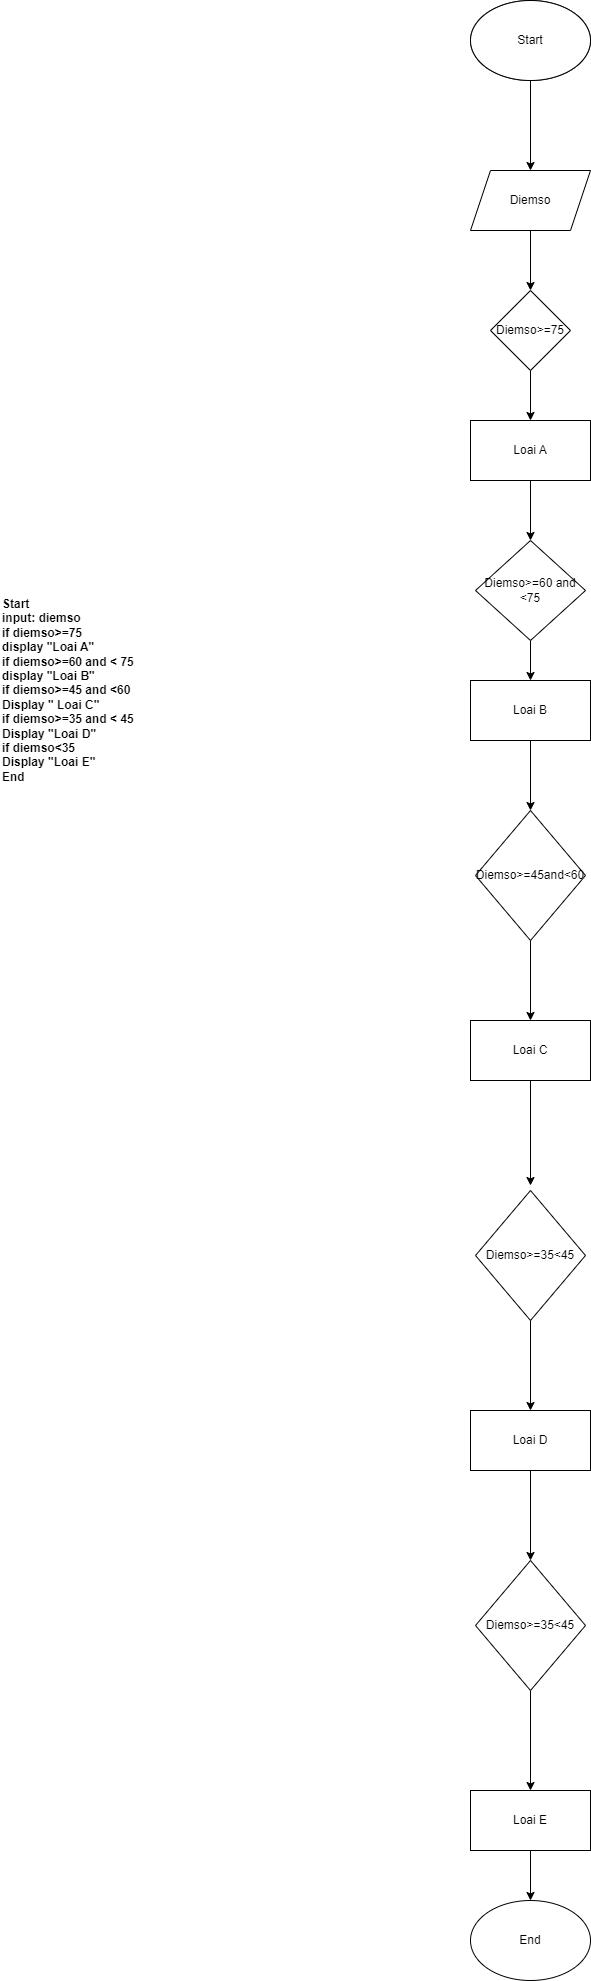 Start
Diemso
Diemso>=75
Loai A
Diemso>=60 and
<75
Loai B
Diemso>=45and<60
Loai C
Diemso>=35<45
Loai D
Diemso>=35<45
Loai E
End
Start
input: diemso
if diemso>=75
display "Loai A"
if diemso>=60 and < 75
display "Loai B"
if diemso>=45 and <60
Display " Loai C"
if diemso>=35 and < 45
Display "Loai D"
if diemso<35
Display "Loai E"
End